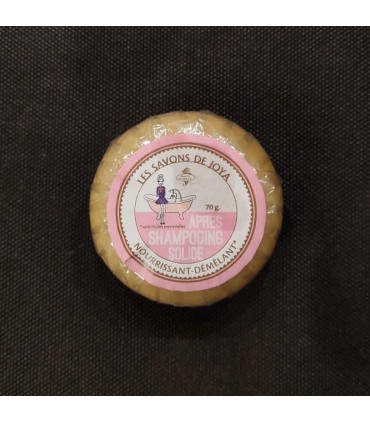 LES SAVONS DE JOYA
70 g
APRÈS
SHAMPOOING
SOLIDE
NOURRISSANT-DÉMÊLANT*